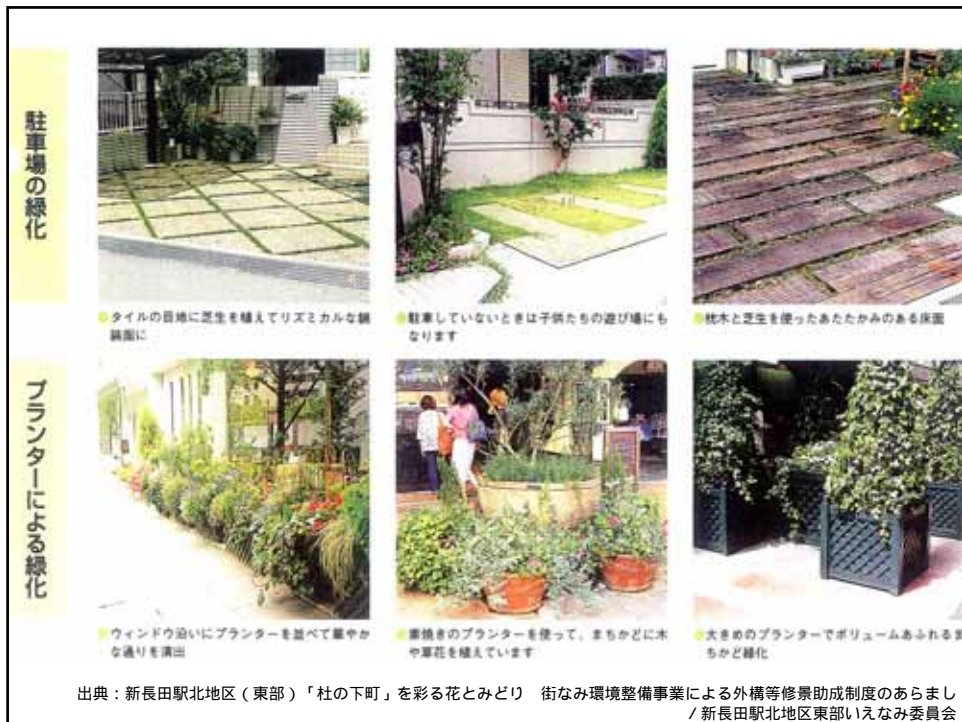 駐車場の緑化
タイルの目地に芝生を植えてリズミカルな舗
装面に
駐車していないときは子供たちの遊び場にも
なります
枕木と芝生を使ったあたたかみのある床面
プランターによる緑化
ウィンドウ沿いにプランターを並べて華やか
な通りを演出
素焼きのプランターを使って、まちかどに木
や草花を植えています
大きめのプランターでボリュームあふれるま
ちかど緑化
出典:新長田駅北地区(東部)「杜の下町」を彩る花とみどり 街なみ環境整備事業による外構等修景助成制度のあらまし
/新長田駅北地区東部いえなみ委員会